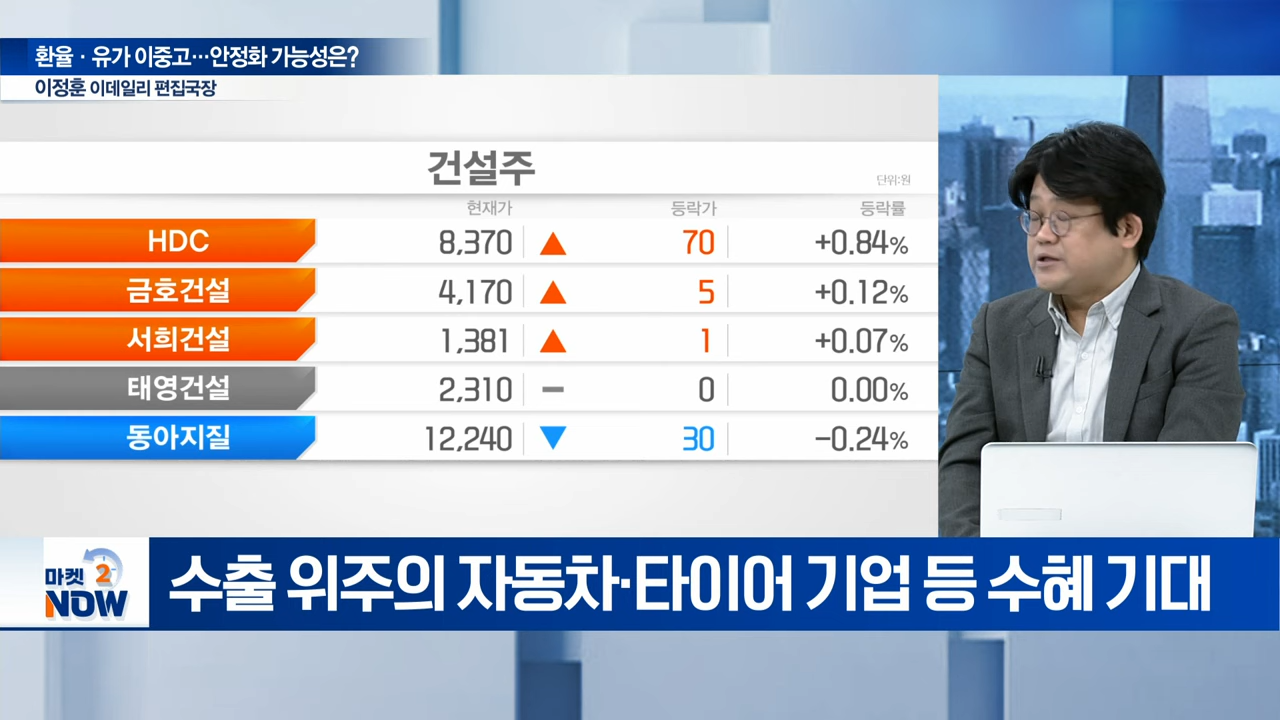 환율·유가 이중고…안정화 가능성은?
이정훈 이데일리 편집국장
건설주
단위:원
현재가 등락가 등락률
HDC 8,370 ▲ 70 +0.84%
금호건설 4,170 ▲ 5 +0.12%
서희건설 1,381 ▲ 1 +0.07%
태영건설 2,310 - 0 0.00%
동아지질 12,240 ▼ 30 -0.24%
마켓 2
NOW
수출 위주의 자동차·타이어 기업 등 수혜 기대